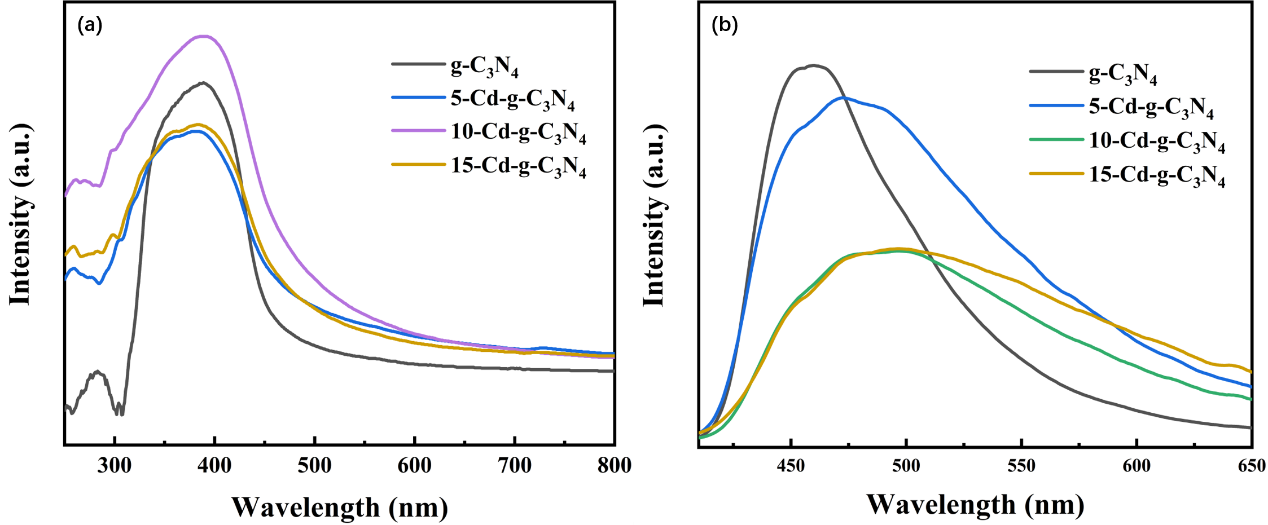 (a)
g-C₃N₄
5-Cd-g-C₃N₄
10-Cd-g-C₃N₄
15-Cd-g-C₃N₄
Intensity (a.u.)
300 400 500 600 700 800
Wavelength (nm)
(b)
g-C₃N₄
5-Cd-g-C₃N₄
10-Cd-g-C₃N₄
15-Cd-g-C₃N₄
Intensity (a.u.)
450 500 550 600 650
Wavelength (nm)